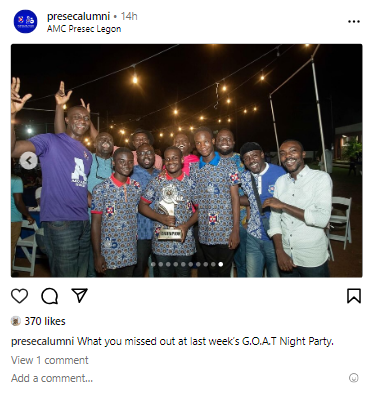 presecalumni • 14h
AMC Presec Legon
370 likes
presecalumni What you missed out at last week's G.O.A.T Night Party.
View 1 comment
Add a comment...